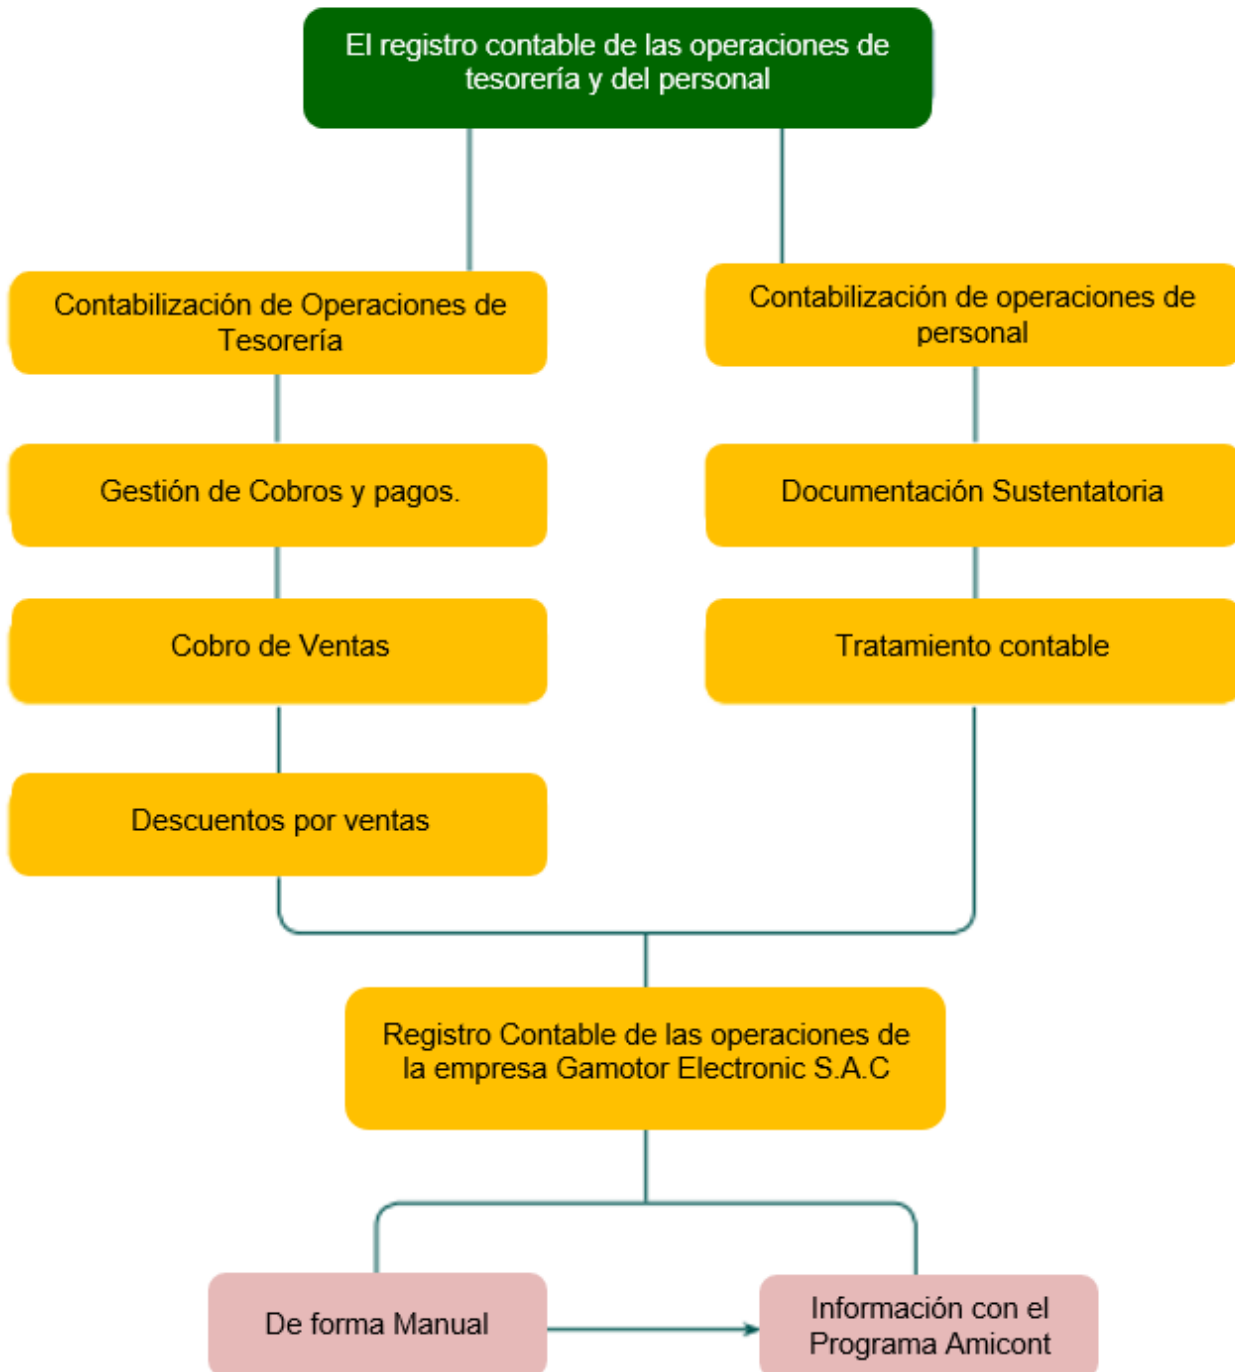 El registro contable de las operaciones de
tesorería y del personal
Contabilización de Operaciones de
Tesorería
Contabilización de operaciones de
personal
Gestión de Cobros y pagos.
Documentación Sustentatoria
Cobro de Ventas
Tratamiento contable
Descuentos por ventas
Registro Contable de las operaciones de
la empresa Gamotor Electronic S.A.C
De forma Manual
Información con el
Programa Amicont